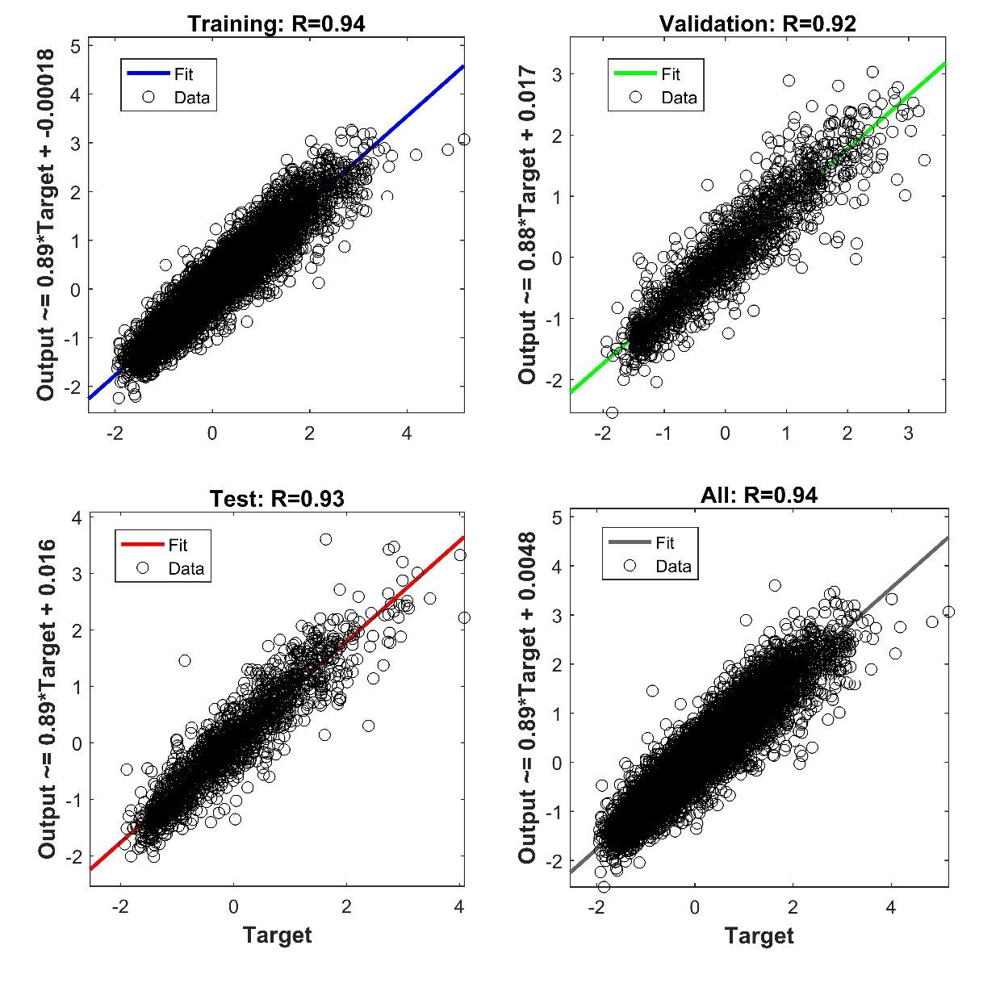 Training: R=0.94
Output ~= 0.89*Target + -0.00018
5
4
3
2
1
0
-1
-2
Fit
Data
-2 0 2 4
Validation: R=0.92
Output ~= 0.88*Target + 0.017
3
2
1
0
-1
-2
Fit
Data
-2 -1 0 1 2 3
Test: R=0.93
Output ~= 0.89*Target + 0.016
4
3
2
1
0
-1
-2
Fit
Data
-2 0 2 4
Target
All: R=0.94
Output ~= 0.89*Target + 0.0048
5
4
3
2
1
0
-1
-2
Fit
Data
-2 0 2 4
Target